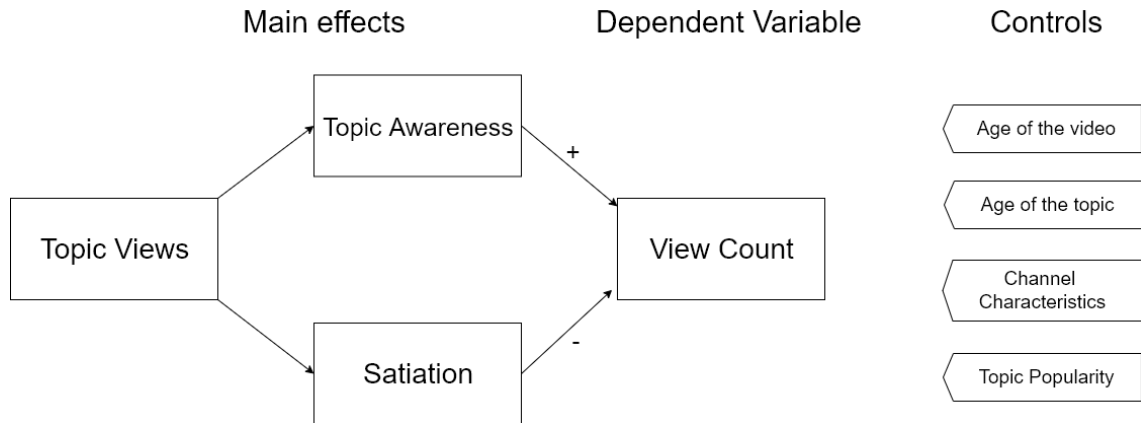 Main effects
Dependent Variable
Controls
Topic Awareness
+
Age of the video
Age of the topic
Topic Views
View Count
Channel
Characteristics
-
Satiation
Topic Popularity